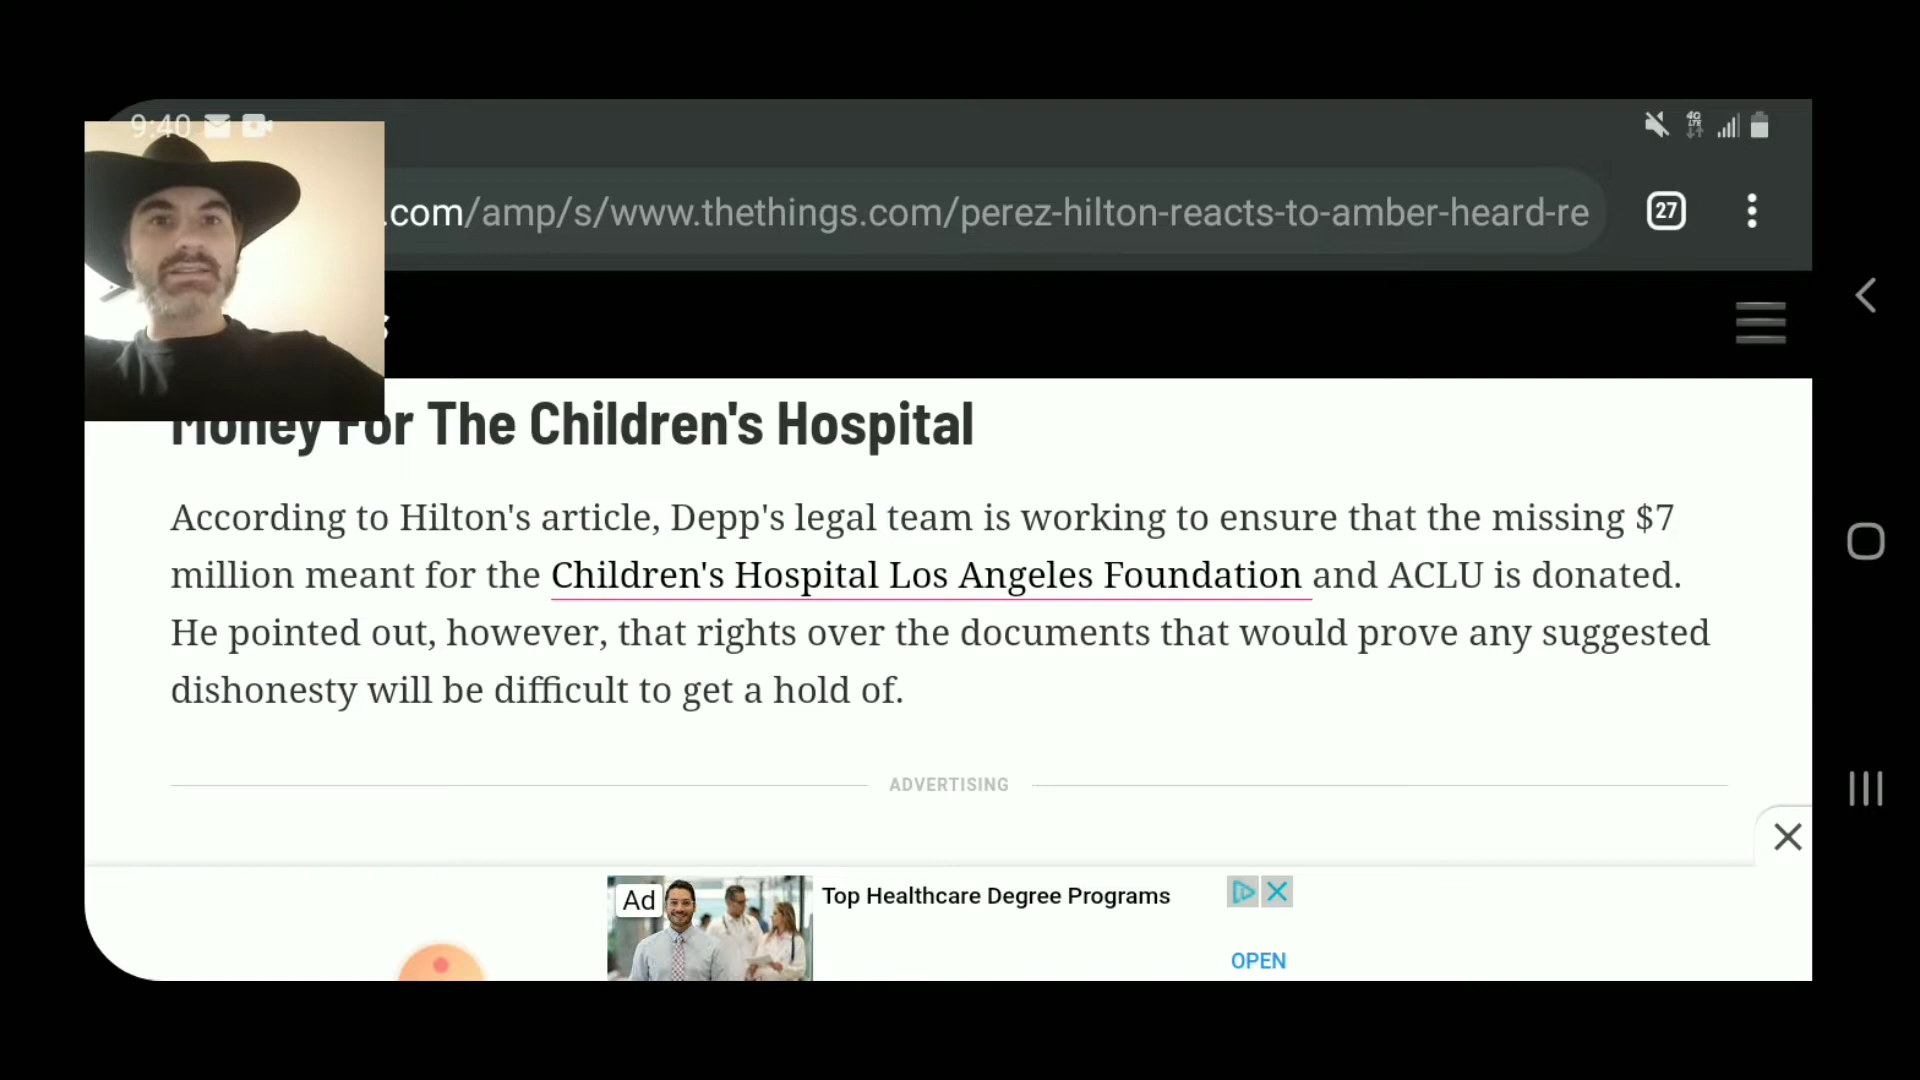 9:40
4G LTE
.com/amp/s/www.thethings.com/perez-hilton-reacts-to-amber-heard-re
27
s
Money For The Children's Hospital
According to Hilton's article, Depp's legal team is working to ensure that the missing $7
million meant for the Children's Hospital Los Angeles Foundation and ACLU is donated.
He pointed out, however, that rights over the documents that would prove any suggested
dishonesty will be difficult to get a hold of.
ADVERTISING
Ad
Top Healthcare Degree Programs
OPEN